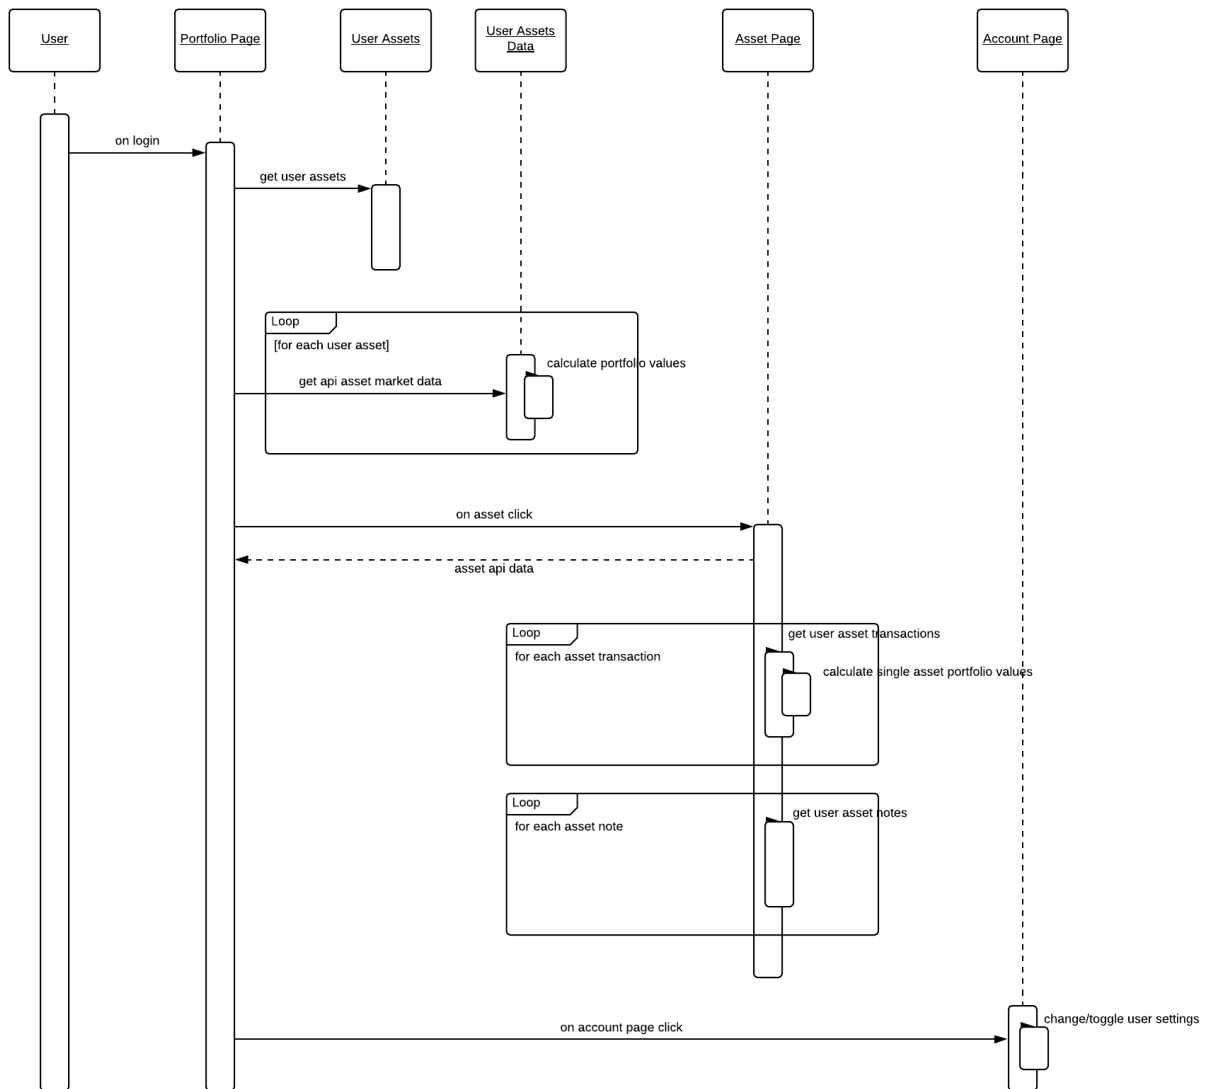 User
Portfolio Page
User Assets
User Assets
Data
Asset Page
Account Page
on login
get user assets
Loop
[for each user asset]
calculate portfolio values
get api asset market data
on asset click
asset api data
Loop
get user asset transactions
for each asset transaction
calculate single asset portfolio values
Loop
get user asset notes
for each asset note
change/toggle user settings
on account page click